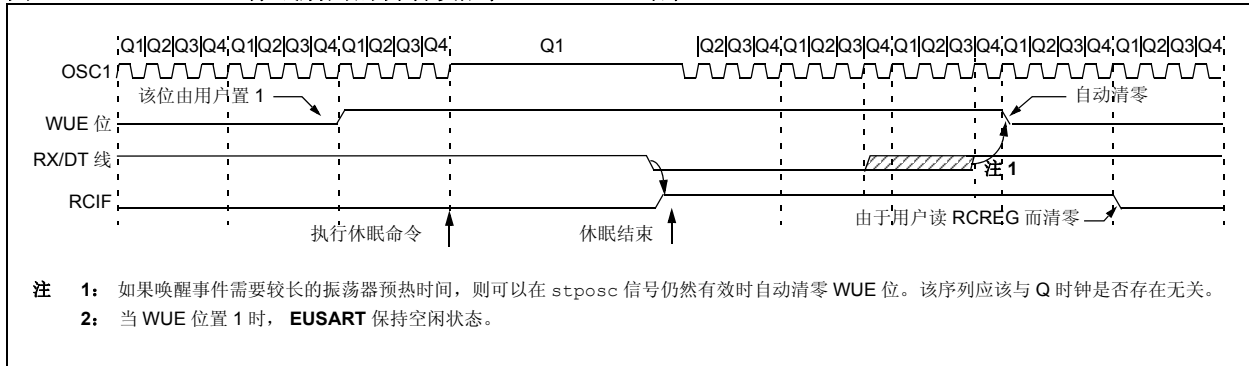 Q1|Q2|Q3|Q4|Q1|Q2|Q3|Q4|Q1|Q2|Q3|Q4 Q1 |Q2|Q3|Q4|Q1|Q2|Q3|Q4|Q1|Q2|Q3|Q4|Q1|Q2|Q3|Q4|Q1|Q2|Q3|Q4
OSC1
该位由用户置 1 自动清零
WUE 位
RX/DT 线
注 1
RCIF
由于用户读 RCREG 而清零
执行休眠命令 休眠结束
注 1: 如果唤醒事件需要较长的振荡器预热时间，则可以在 stposc 信号仍然有效时自动清零 WUE 位。该序列应该与 Q 时钟是否存在无关。
2: 当 WUE 位置 1 时， EUSART 保持空闲状态。